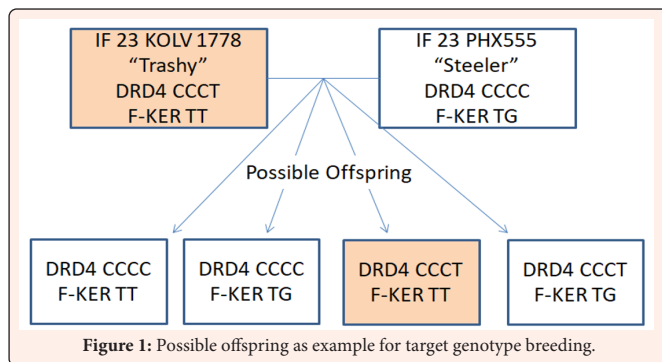 IF 23 KOLV 1778
“Trashy”
DRD4 CCCT
F-KER TT
IF 23 PHX555
“Steeler”
DRD4 CCCC
F-KER TG
Possible Offspring
DRD4 CCCC
F-KER TT
DRD4 CCCC
F-KER TG
DRD4 CCCT
F-KER TT
DRD4 CCCT
F-KER TG
Figure 1: Possible offspring as example for target genotype breeding.